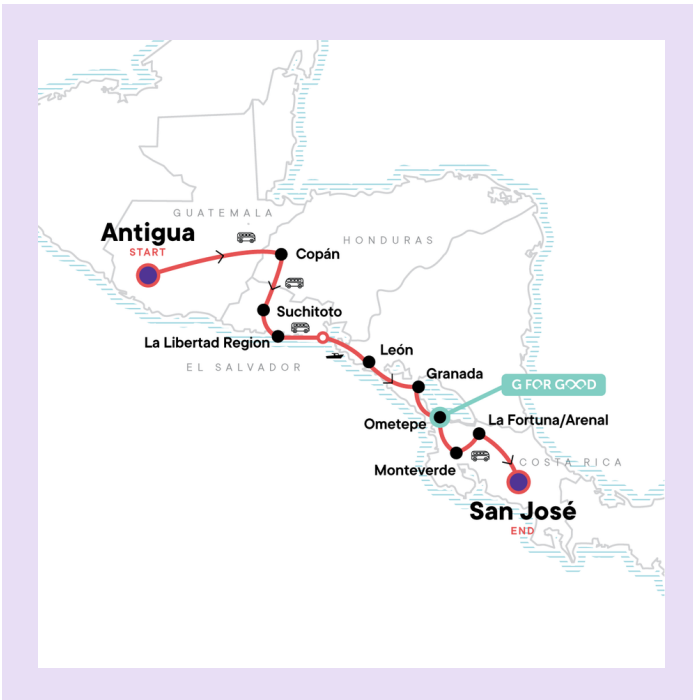 GUATEMALA
Antigua
START
HONDURAS
Copán
Suchitoto
La Libertad Region
León
EL SALVADOR
Granada
G FOR GOOD
Ometepe
La Fortuna/Arenal
Monteverde
COSTA RICA
San José
END